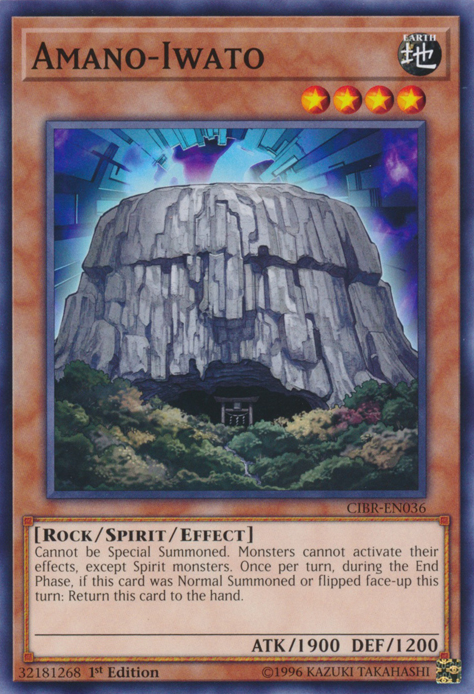 AMANO-IWATO
EARTH
地
CIBR-EN036
[ROCK/SPIRIT/EFFECT]
Cannot be Special Summoned. Monsters cannot activate their
effects, except Spirit monsters. Once per turn, during the End
Phase, if this card was Normal Summoned or flipped face-up this
turn: Return this card to the hand.
ATK/1900 DEF/1200
32181268 1st Edition ©1996 KAZUKI TAKAHASHI